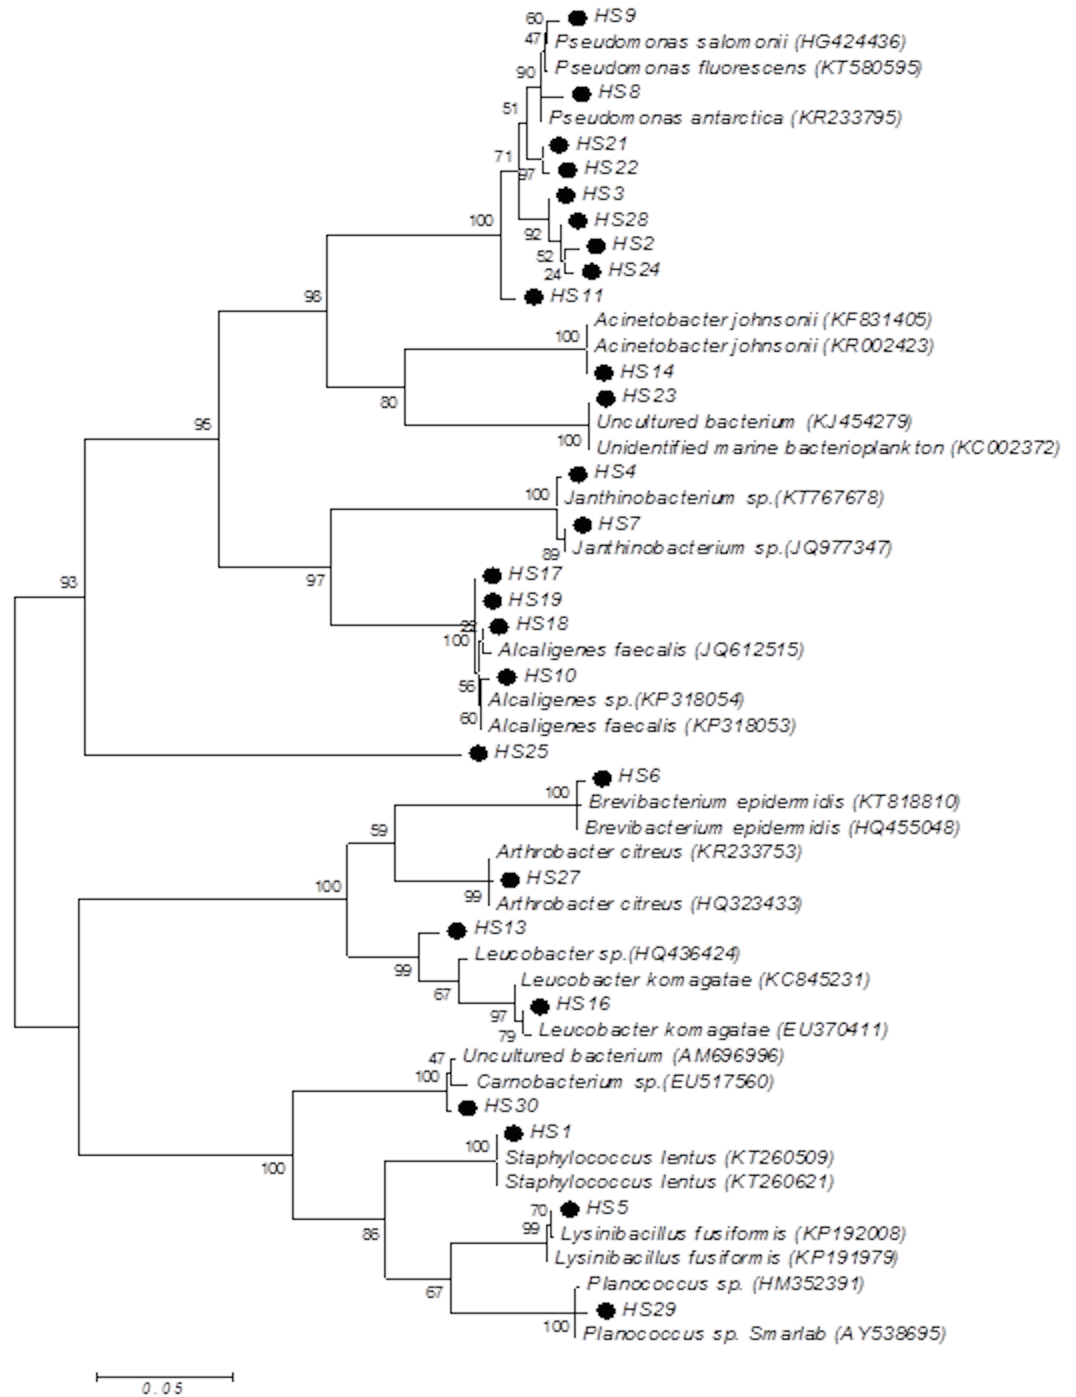 60
HS9
47
Pseudomonas salomonii (HG424436)
Pseudomonas fluorescens (KT580595)
90
HS8
51
Pseudomonas antarctica (KR233795)
HS21
71
97
HS22
HS3
100
HS28
92
HS2
52
24
HS24
98
HS11
Acinetobacter johnsonii (KF831405)
100
Acinetobacter johnsonii (KR002423)
HS14
80
HS23
95
Uncultured bacterium (KJ454279)
100
Unidentified marine bacterioplankton (KC002372)
HS4
100
Janthinobacterium sp.(KT767678)
HS7
89
Janthinobacterium sp.(JQ977347)
93
97
HS17
HS19
22
HS18
100
Alcaligenes faecalis (JQ612515)
HS10
56
Alcaligenes sp.(KP318054)
60
Alcaligenes faecalis (KP318053)
HS25
HS6
100
Brevibacterium epidermidis (KT818810)
59
Brevibacterium epidermidis (HQ455048)
Arthrobacter citreus (KR233753)
100
HS27
99
Arthrobacter citreus (HQ323433)
HS13
99
Leucobacter sp.(HQ436424)
67
Leucobacter komagatae (KC845231)
97
HS16
79
Leucobacter komagatae (EU370411)
47
Uncultured bacterium (AM696996)
100
Carnobacterium sp.(EU517560)
HS30
HS1
100
100
Staphylococcus lentus (KT260509)
Staphylococcus lentus (KT260621)
70
HS5
86
99
Lysinibacillus fusiformis (KP192008)
Lysinibacillus fusiformis (KP191979)
67
Planococcus sp. (HM352391)
HS29
100
Planococcus sp. Smarlab (AY538695)
0.05